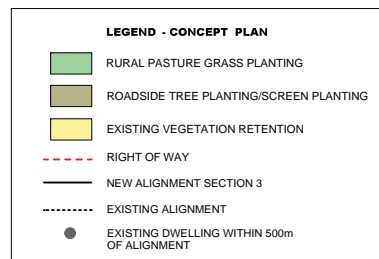 LEGEND - CONCEPT PLAN
RURAL PASTURE GRASS PLANTING
ROADSIDE TREE PLANTING/SCREEN PLANTING
EXISTING VEGETATION RETENTION
RIGHT OF WAY
NEW ALIGNMENT SECTION 3
EXISTING ALIGNMENT
EXISTING DWELLING WITHIN 500m
OF ALIGNMENT